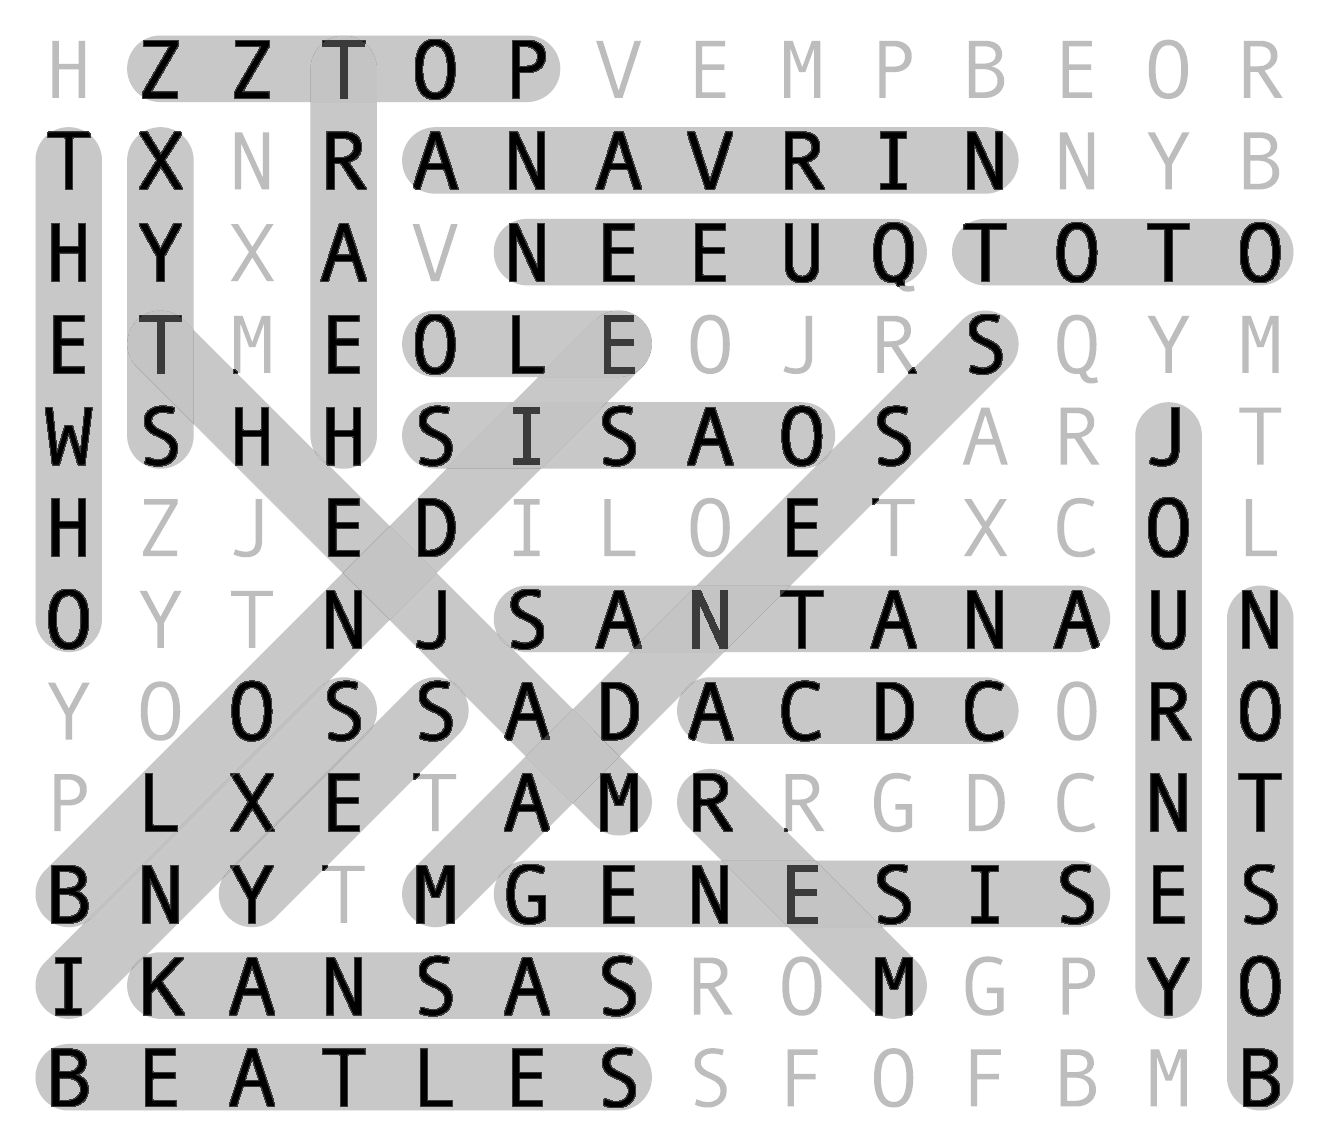 H Z Z T O P V E M P B E O R
T X N R A N A V R I N N Y B
H Y X A V N E E U Q T O T O
E T M E O L E O J R S Q Y M
W S H H S I S A O S A R J T
H Z J E D I L O E T X C O L
O Y T N J S A N T A N A U N
Y O O S S A D A C D C O R O
P L X E T A M R R G D C N T
B N Y T M G E N E S I S E S
I K A N S A S R O M G P Y O
B E A T L E S S F O F B M B